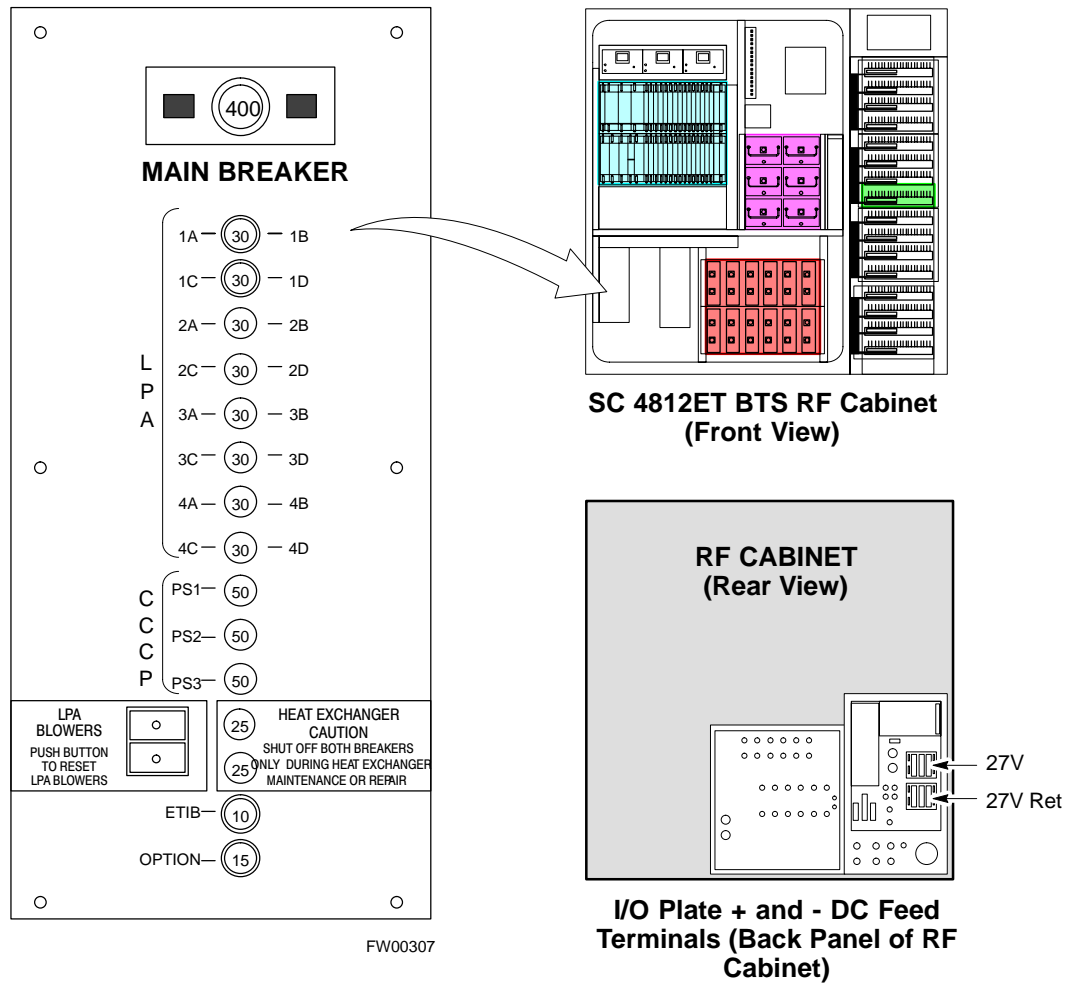 400
MAIN BREAKER
1A 30 1B
1C 30 1D
2A 30 2B
2C 30 2D
3A 30 3B
3C 30 3D
4A 30 4B
4C 30 4D
L
P
A
PS1 50
PS2 50
PS3 50
C
C
C
P
LPA
BLOWERS
PUSH BUTTON
TO RESET
LPA BLOWERS
25
25
HEAT EXCHANGER
CAUTION
SHUT OFF BOTH BREAKERS
ONLY DURING HEAT EXCHANGER
MAINTENANCE OR REPAIR
ETIB 10
OPTION 15
FW00307
SC 4812ET BTS RF Cabinet
(Front View)
RF CABINET
(Rear View)
27V
27V Ret
I/O Plate + and - DC Feed
Terminals (Back Panel of RF
Cabinet)